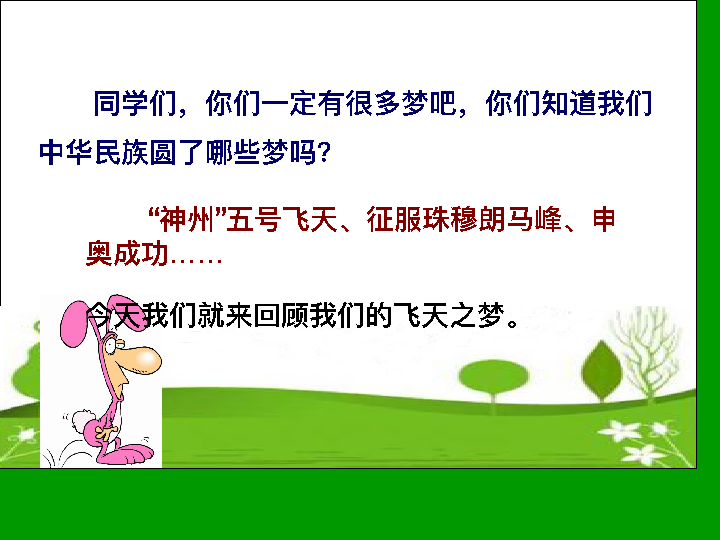 同学们，你们一定有很多梦吧，你们知道我们
中华民族圆了哪些梦吗？
“神州”五号飞天、征服珠穆朗马峰、申
奥成功……
今天我们就来回顾我们的飞天之梦。